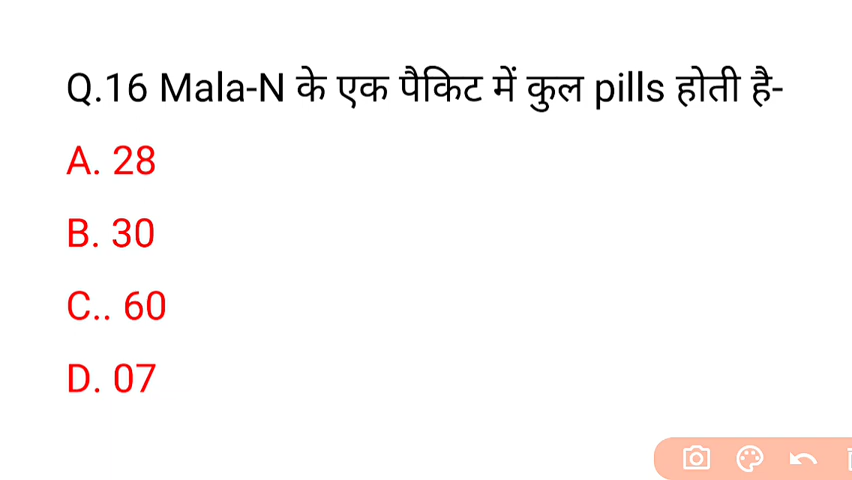 Q.16 Mala-N के एक पैकिट में कुल pills होती है-
A. 28
B. 30
C.. 60
D. 07